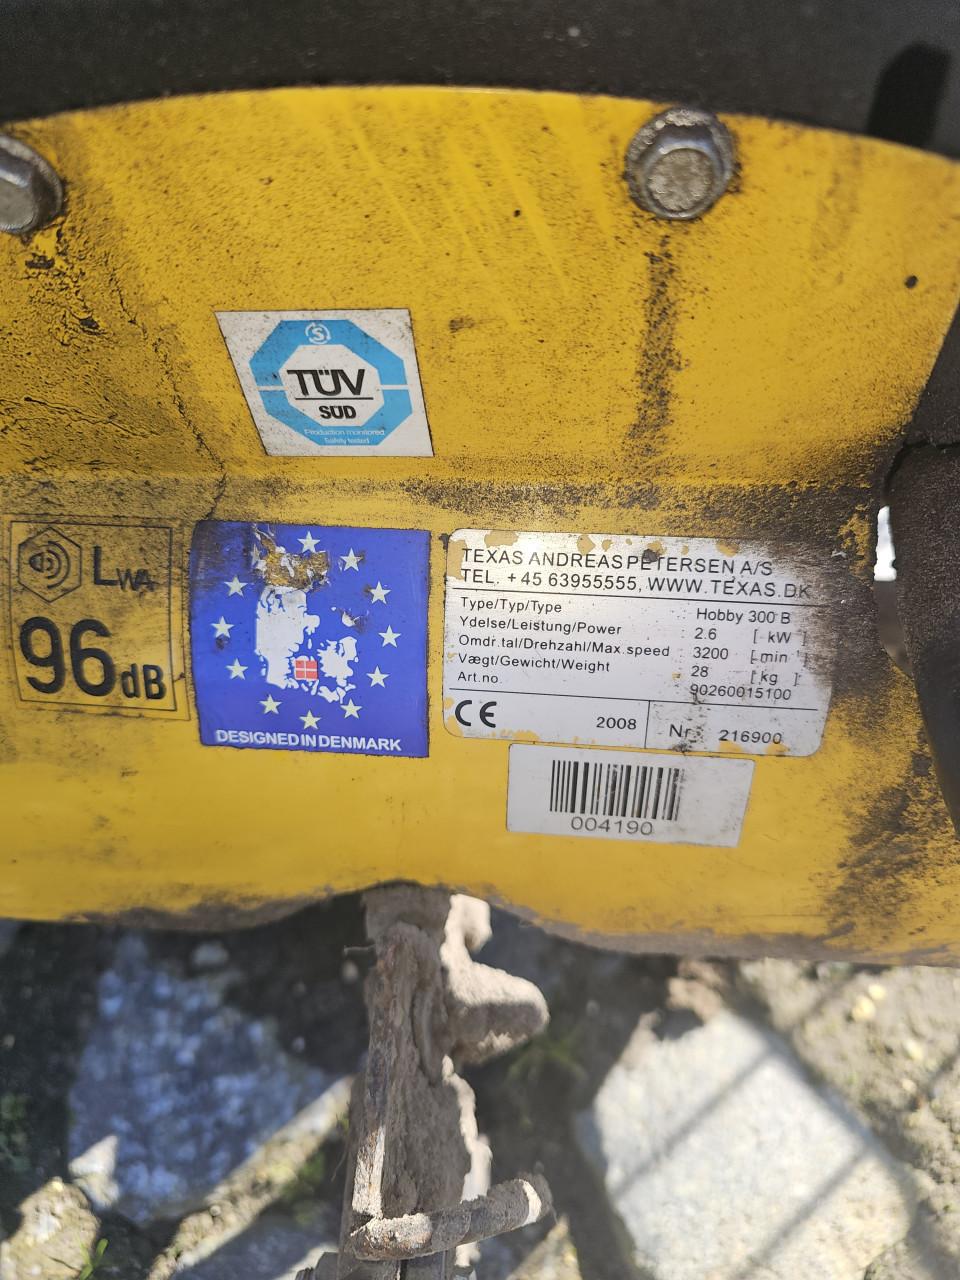 S
TÜV
SÜD
Production monitored
Safety tested
LWA
96dB
DESIGNED IN DENMARK
TEXAS ANDREAS PETERSEN A/S
TEL. +45 63955555, WWW.TEXAS.DK
Type/Typ/Type : Hobby 300 B
Ydelse/Leistung/Power : 2.6 [ kW ]
Omdr.tal/Drehzahl/Max.speed : 3200 [ min ]
Vægt/Gewicht/Weight : 28 [ kg ]
Art.no. 90260015100
CE 2008 Nr. 216900
004190